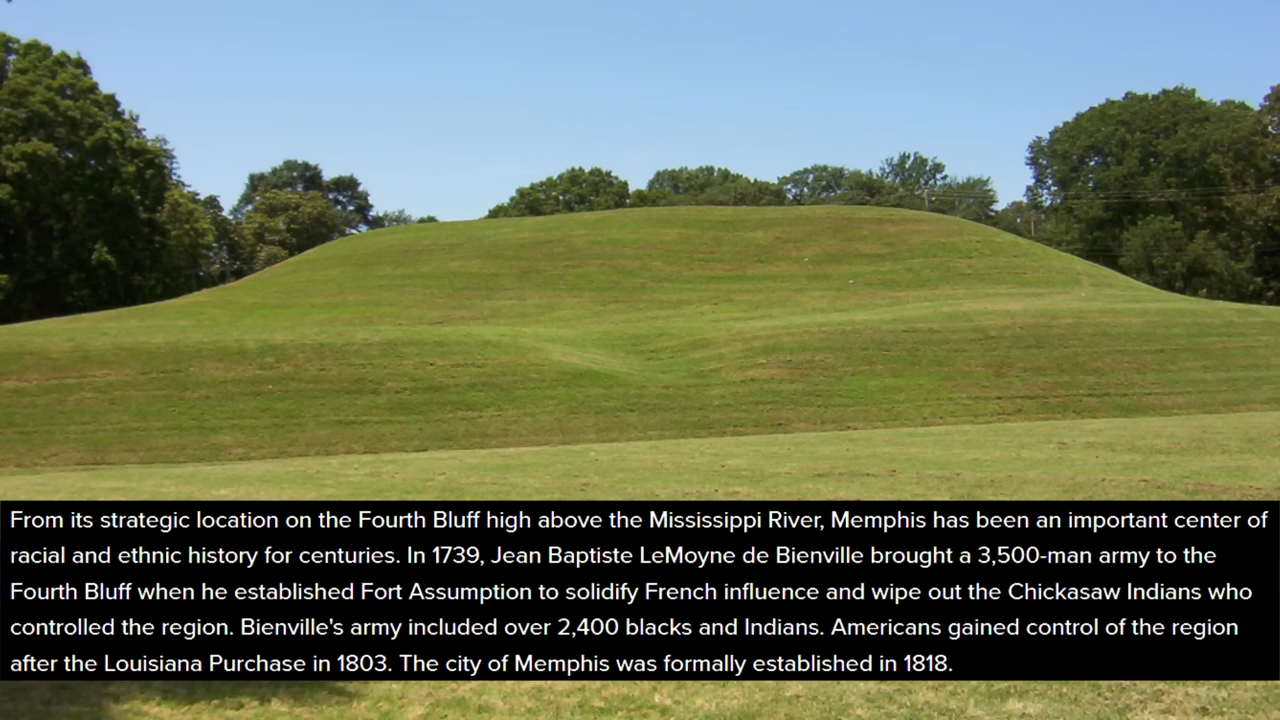 From its strategic location on the Fourth Bluff high above the Mississippi River, Memphis has been an important center of
racial and ethnic history for centuries. In 1739, Jean Baptiste LeMoyne de Bienville brought a 3,500-man army to the
Fourth Bluff when he established Fort Assumption to solidify French influence and wipe out the Chickasaw Indians who
controlled the region. Bienville's army included over 2,400 blacks and Indians. Americans gained control of the region
after the Louisiana Purchase in 1803. The city of Memphis was formally established in 1818.